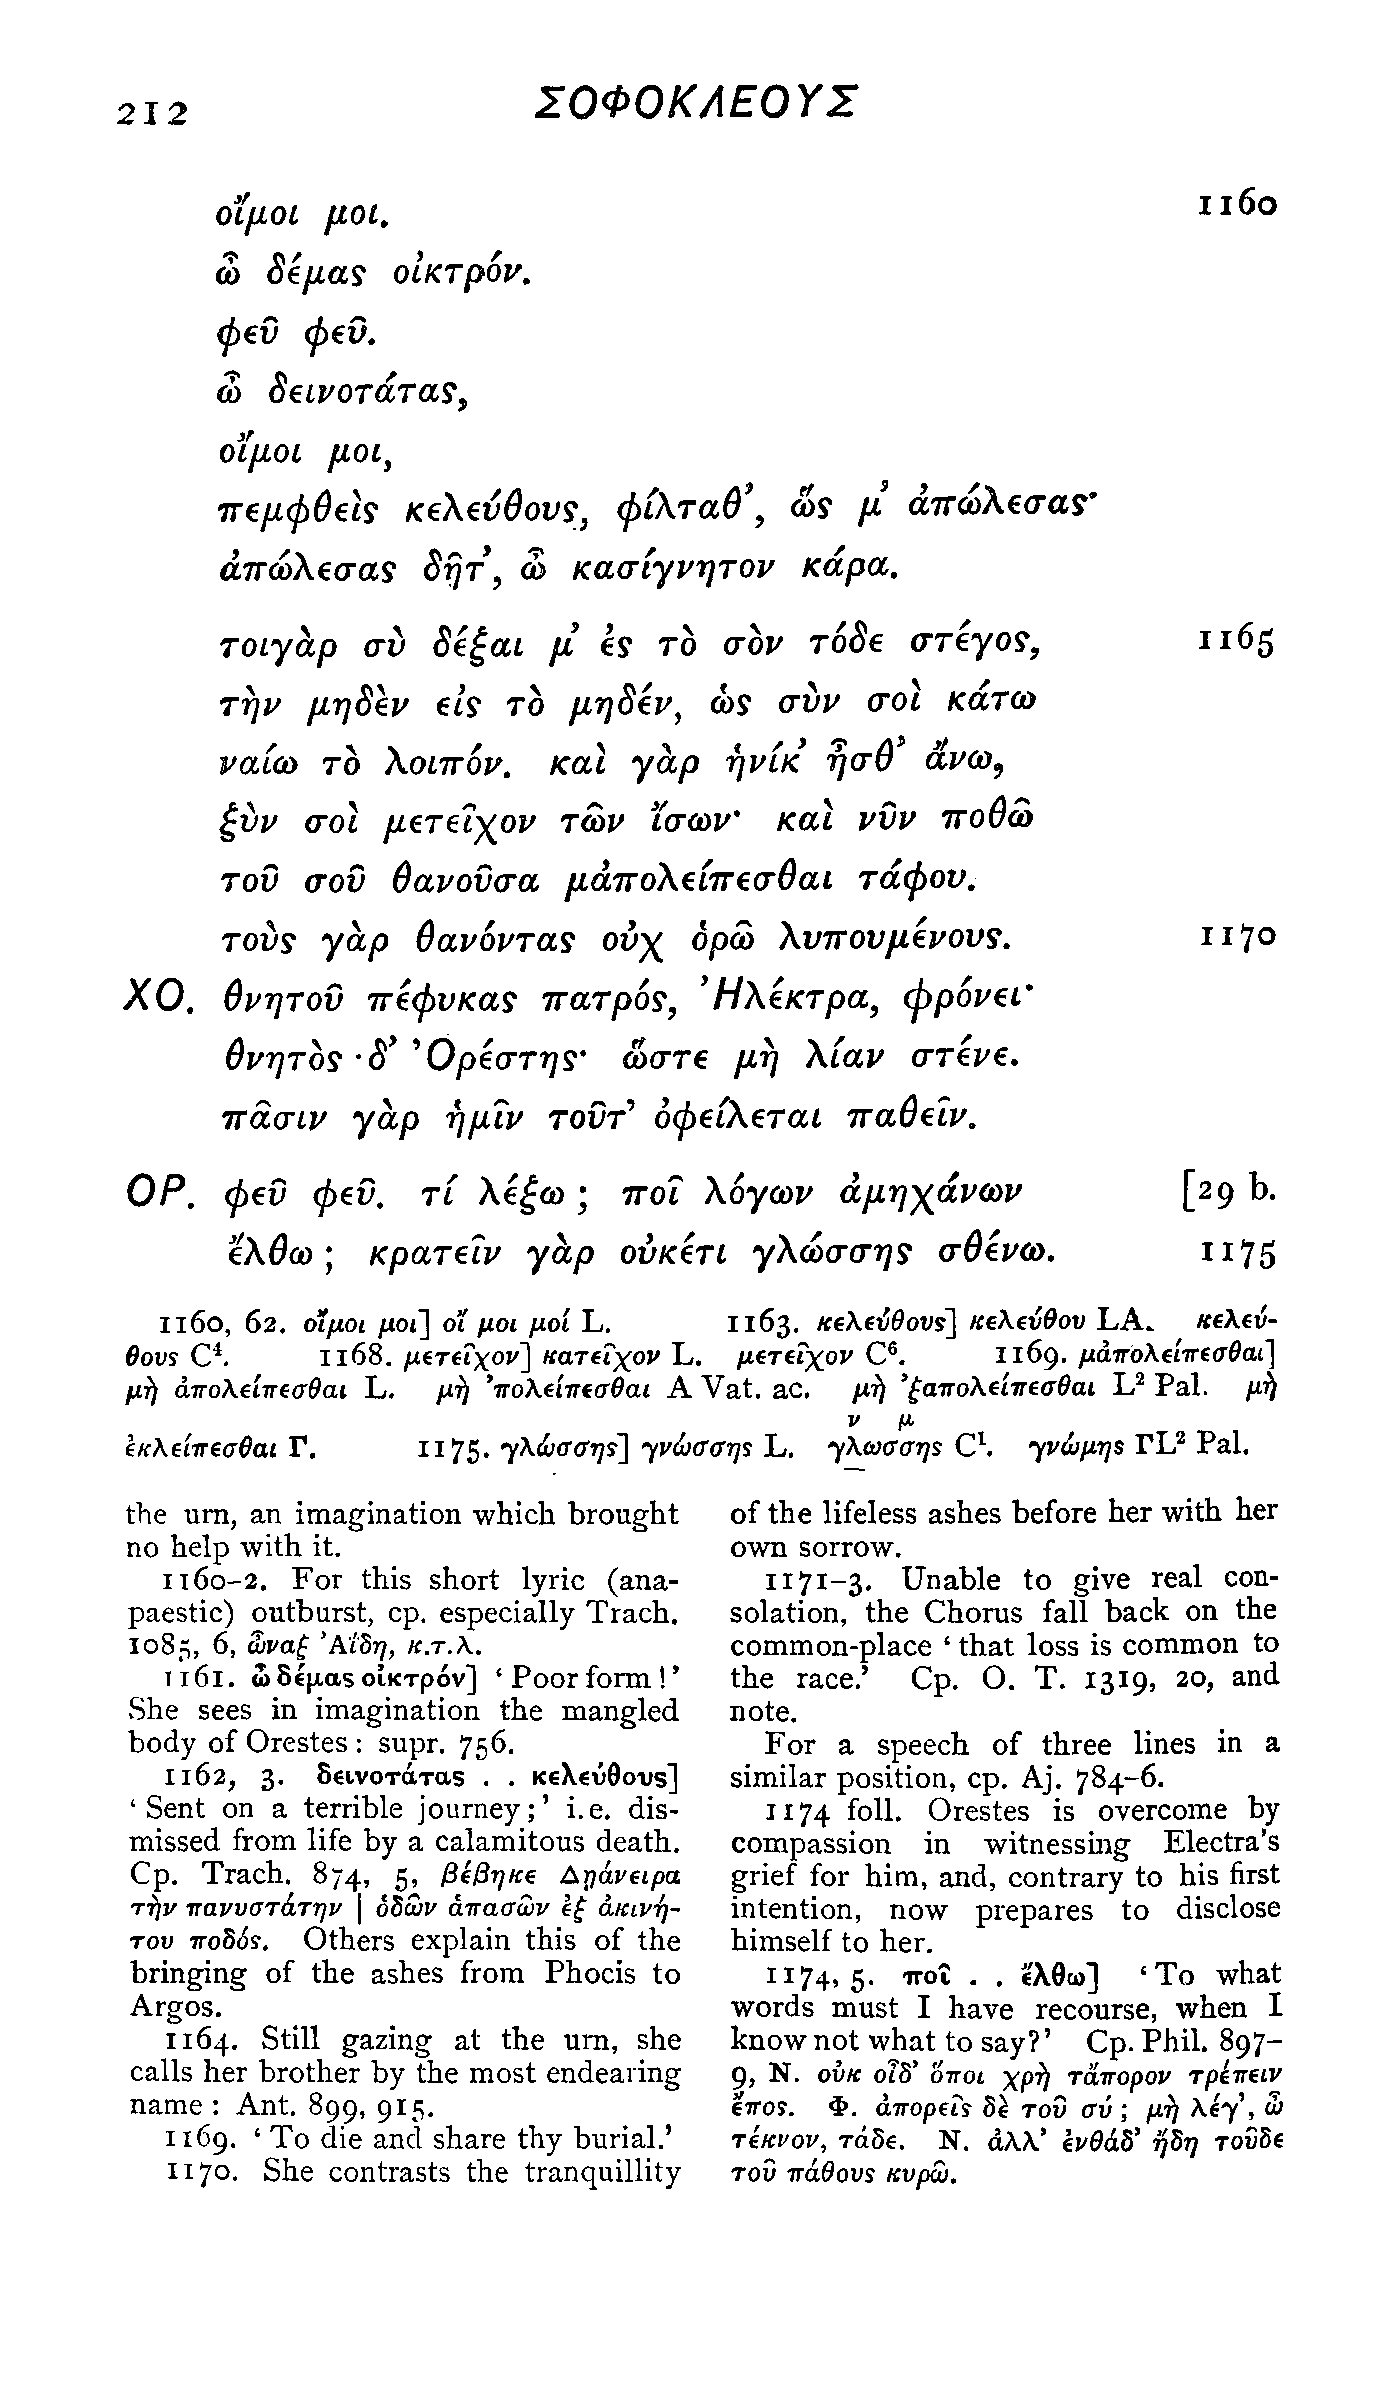 212
ΣΟΦΟΚΛΕΟΥΣ
οἴμοι μοι. 1160
ὦ δέμας οἰκτρόν.
φεῦ φεῦ.
ὦ δεινοτάτας,
οἴμοι μοι,
πεμφθεὶς κελεύθους, φίλταθ’, ὥς μ’ ἀπώλεσας·
ἀπώλεσας δῆτ’, ὦ κασίγνητον κάρα.
τοιγὰρ σὺ δέξαι μ’ ἐς τὸ σὸν τόδε στέγος, 1165
τὴν μηδὲν εἰς τὸ μηδέν, ὡς σὺν σοὶ κάτω
ναίω τὸ λοιπόν. καὶ γὰρ ἡνίκ’ ἦσθ’ ἄνω,
ξὺν σοὶ μετεῖχον τῶν ἴσων· καὶ νῦν ποθῶ
τοῦ σοῦ θανοῦσα μἀπολείπεσθαι τάφου.
τοὺς γὰρ θανόντας οὐχ ὁρῶ λυπουμένους. 1170
ΧΟ. θνητοῦ πέφυκας πατρός, Ἠλέκτρα, φρόνει·
θνητὸς δ’ Ὀρέστης· ὥστε μὴ λίαν στένε.
πᾶσιν γὰρ ἡμῖν τοῦτ’ ὀφείλεται παθεῖν.
ΟΡ. φεῦ φεῦ. τί λέξω ; ποῖ λόγων ἀμηχάνων [29 b.
ἔλθω ; κρατεῖν γὰρ οὐκέτι γλώσσης σθένω. 1175
1160, 62. οἴμοι μοι] οἴ μοι μοί L. 1163. κελεύθους] κελεύθου LA. κελεύ-
θους C⁴. 1168. μετεῖχον] κατεῖχον L. μετεῖχον C⁶. 1169. μἀπολείπεσθαι]
μὴ ἀπολείπεσθαι L. μὴ ’πολείπεσθαι A Vat. ac. μὴ ’ξαπολείπεσθαι L² Pal. μὴ
ν μ
ἐκλείπεσθαι Γ. 1175. γλώσσης] γνώσσης L. γλωσσης C¹. γνώμης ΓL² Pal.
the urn, an imagination which brought
no help with it.
1160-2. For this short lyric (ana-
paestic) outburst, cp. especially Trach.
1085, 6, ὦναξ Ἀΐδη, κ.τ.λ.
1161. ὦ δέμας οἰκτρόν] ‘Poor form!’
She sees in imagination the mangled
body of Orestes : supr. 756.
1162, 3. δεινοτάτας . . κελεύθους]
‘Sent on a terrible journey;’ i.e. dis-
missed from life by a calamitous death.
Cp. Trach. 874, 5, βέβηκε Δῃάνειρα
τὴν πανυστάτην | ὁδῶν ἁπασῶν ἐξ ἀκινή-
του ποδός. Others explain this of the
bringing of the ashes from Phocis to
Argos.
1164. Still gazing at the urn, she
calls her brother by the most endearing
name : Ant. 899, 915.
1169. ‘To die and share thy burial.’
1170. She contrasts the tranquillity
of the lifeless ashes before her with her
own sorrow.
1171-3. Unable to give real con-
solation, the Chorus fall back on the
common-place ‘that loss is common to
the race.’ Cp. O. T. 1319, 20, and
note.
For a speech of three lines in a
similar position, cp. Aj. 784-6.
1174 foll. Orestes is overcome by
compassion in witnessing Electra’s
grief for him, and, contrary to his first
intention, now prepares to disclose
himself to her.
1174, 5. ποῖ . . ἔλθω] ‘To what
words must I have recourse, when I
know not what to say?’ Cp. Phil. 897-
9, N. οὐκ οἶδ’ ὅποι χρὴ τἄπορον τρέπειν
ἔπος. Φ. ἀπορεῖς δὲ τοῦ σύ ; μὴ λέγ’, ὦ
τέκνον, τάδε. N. ἀλλ’ ἐνθάδ’ ἤδη τοῦδε
τοῦ πάθους κυρῶ.